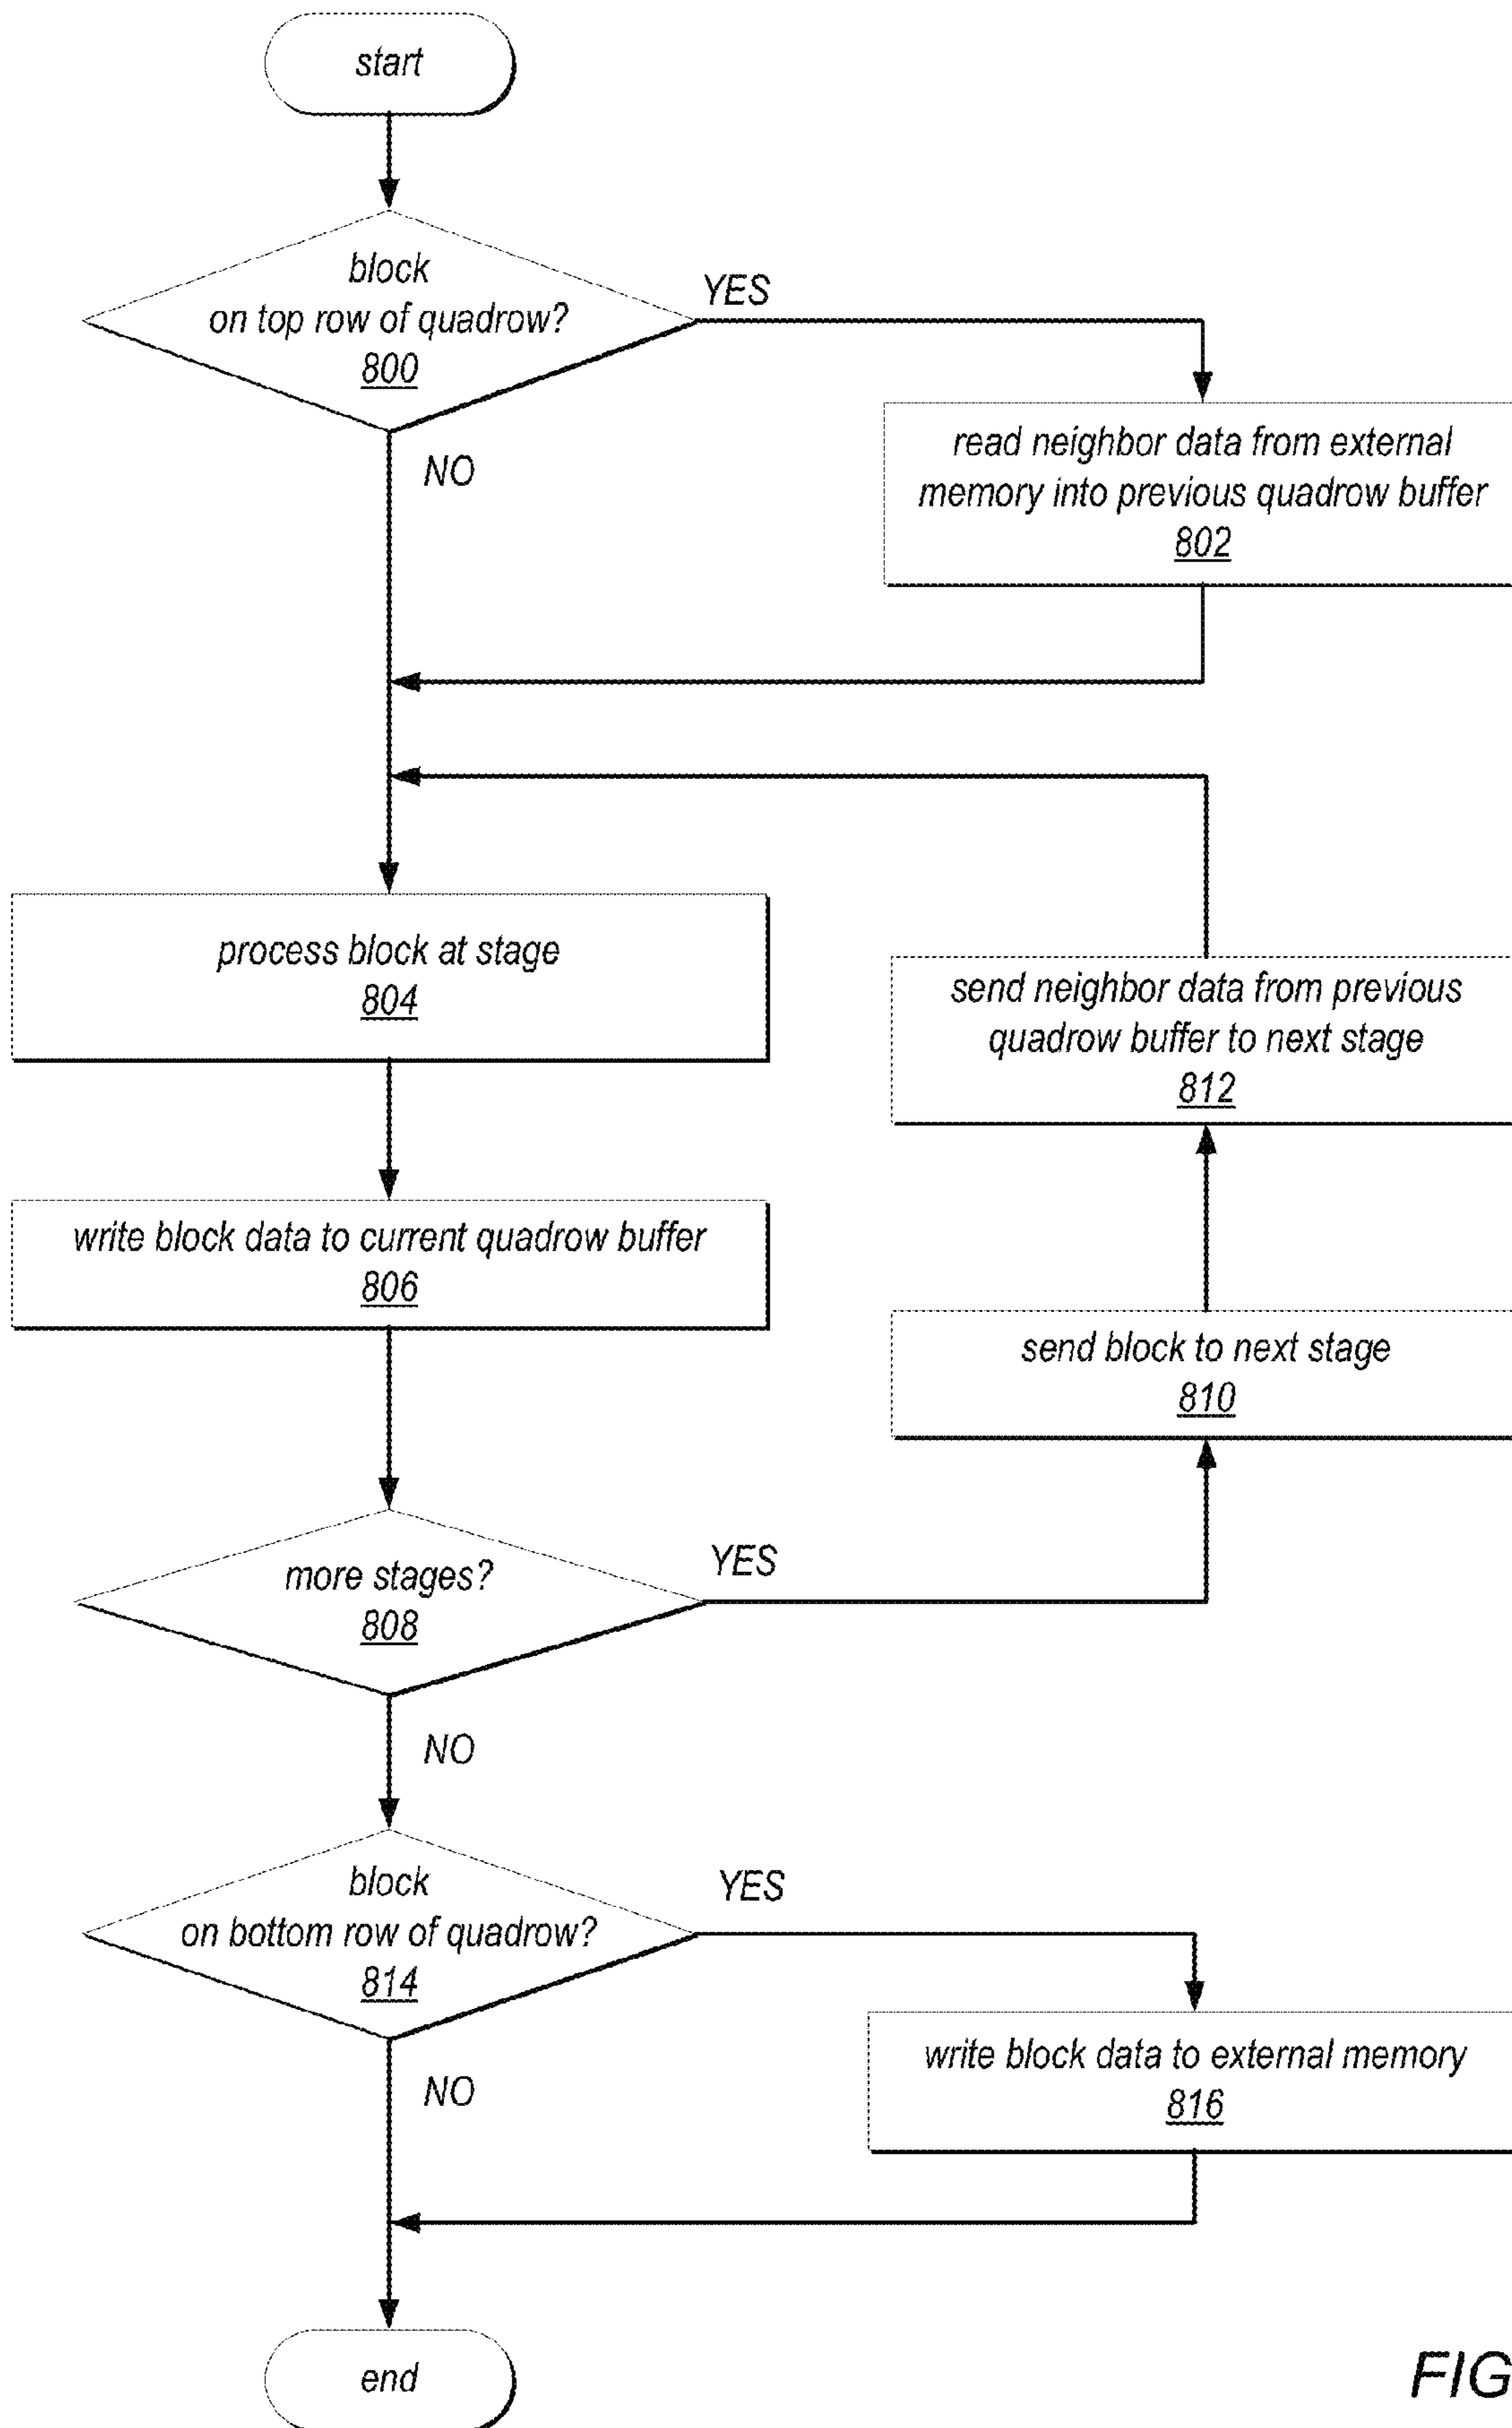 start
block
on top row of quadrow?
800
YES
NO
read neighbor data from external
memory into previous quadrow buffer
802
process block at stage
804
send neighbor data from previous
quadrow buffer to next stage
812
write block data to current quadrow buffer
806
send block to next stage
810
more stages?
808
YES
NO
block
on bottom row of quadrow?
814
YES
NO
write block data to external memory
816
end
FIG